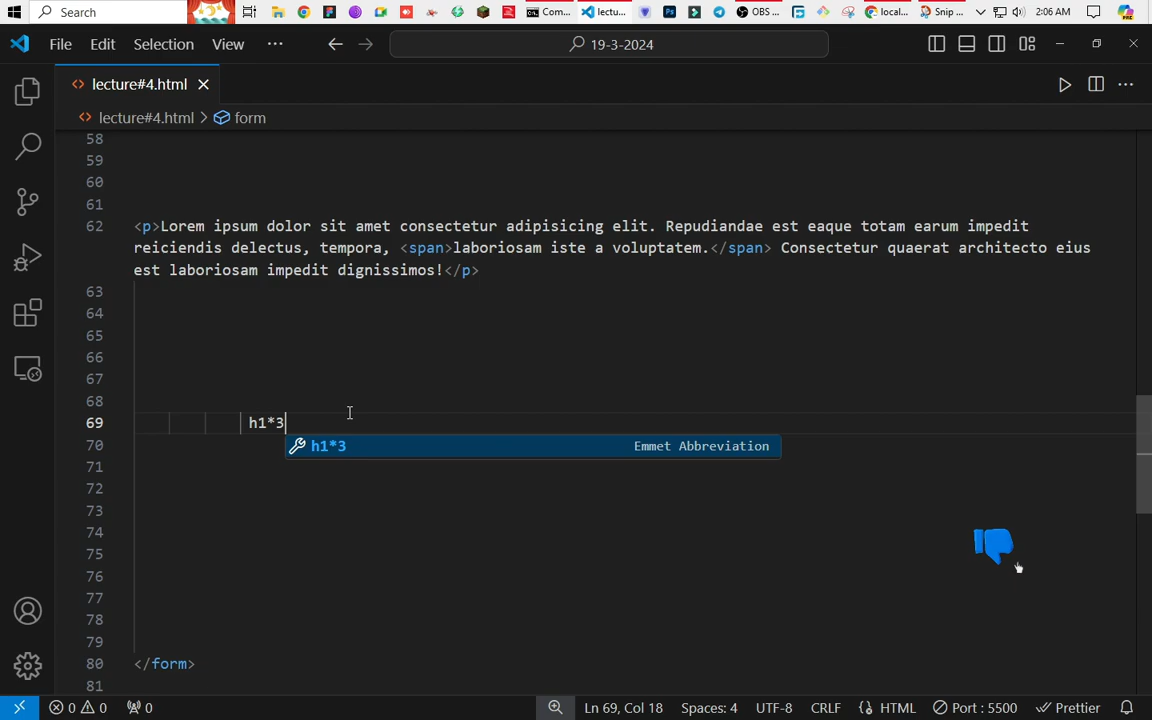 Search
Com...
lectu...
OBS ...
local...
Snip ...
2:06 AM
File Edit Selection View ...
19-3-2024
lecture#4.html
lecture#4.html > form
58
59
60
61
62 <p>Lorem ipsum dolor sit amet consectetur adipisicing elit. Repudiandae est eaque totam earum impedit
reiciendis delectus, tempora, <span>laboriosam iste a voluptatem.</span> Consectetur quaerat architecto eius
est laboriosam impedit dignissimos!</p>
63
64
65
66
67
68
69 h1*3
70 h1*3 Emmet Abbreviation
71
72
73
74
75
76
77
78
79
80 </form>
81
0 0 0 Ln 69, Col 18 Spaces: 4 UTF-8 CRLF HTML Port : 5500 Prettier